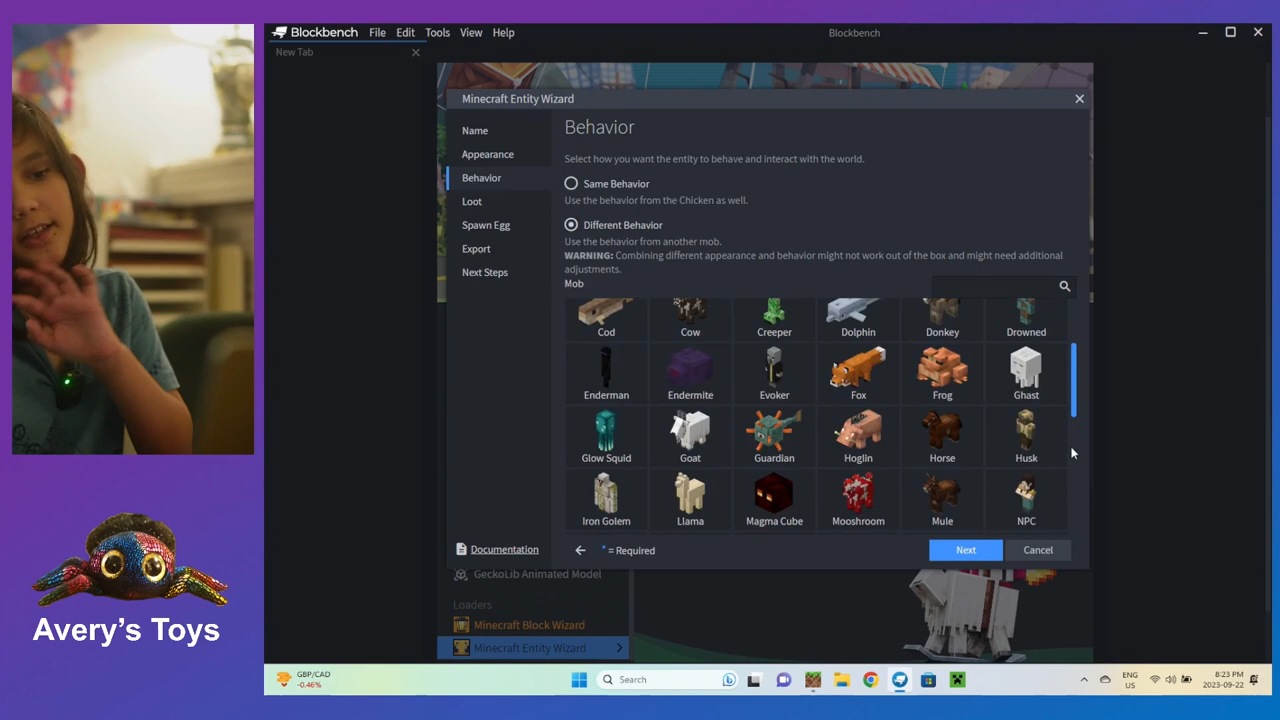 Blockbench File Edit Tools View Help Blockbench
New Tab
Minecraft Entity Wizard
Name
Appearance
Behavior
Loot
Spawn Egg
Export
Next Steps
Behavior
Select how you want the entity to behave and interact with the world.
Same Behavior
Use the behavior from the Chicken as well.
Different Behavior
Use the behavior from another mob.
WARNING: Combining different appearance and behavior might not work out of the box and might need additional
adjustments.
Mob
Cod Cow Creeper Dolphin Donkey Drowned
Enderman Endermite Evoker Fox Frog Ghast
Glow Squid Goat Guardian Hoglin Horse Husk
Iron Golem Llama Magma Cube Mooshroom Mule NPC
Documentation * = Required Next Cancel
GeckoLib Animated Model
Loaders
Minecraft Block Wizard
Minecraft Entity Wizard
Avery's Toys
GBP/CAD
-0.46%
Search
ENG
US
8:23 PM
2023-09-22